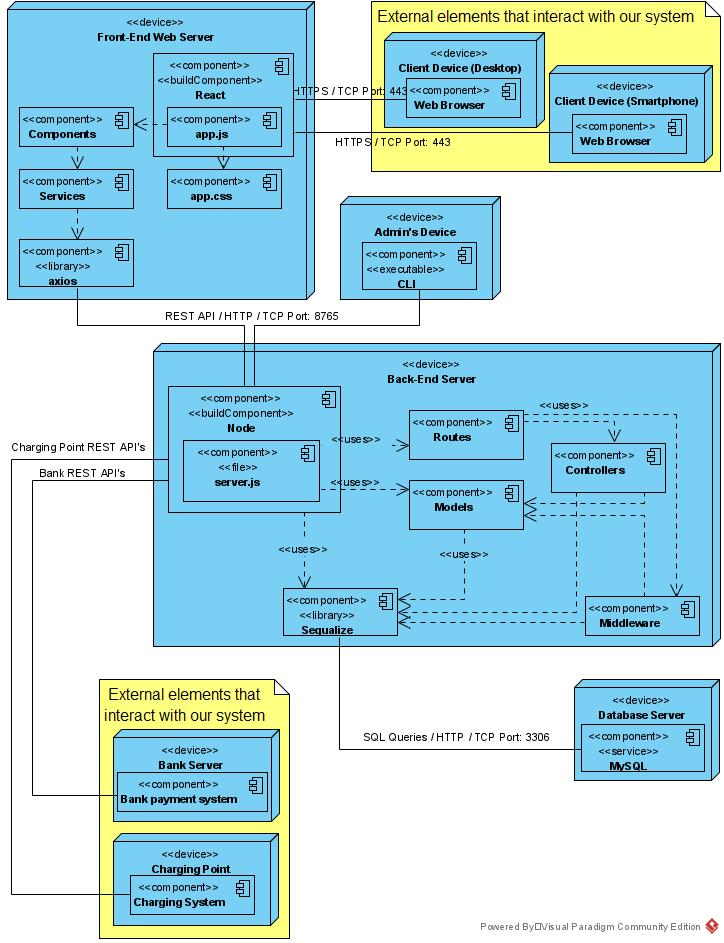 <<device>>
Front-End Web Server
<<component>>
<<buildComponent>>
React
<<component>>
app.js
<<component>>
Components
<<component>>
Services
<<component>>
app.css
<<component>>
<<library>>
axios
External elements that interact with our system
<<device>>
Client Device (Desktop)
<<component>>
Web Browser
<<device>>
Client Device (Smartphone)
<<component>>
Web Browser
HTTPS / TCP Port: 443
HTTPS / TCP Port: 443
<<device>>
Admin's Device
<<component>>
<<executable>>
CLI
REST API / HTTP / TCP Port: 8765
<<device>>
Back-End Server
<<component>>
<<buildComponent>>
Node
<<component>>
<<file>>
server.js
<<uses>>
<<component>>
Routes
<<uses>>
<<component>>
Controllers
<<uses>>
<<component>>
Models
<<uses>>
<<uses>>
<<component>>
<<library>>
Sequalize
<<component>>
Middleware
Charging Point REST API's
Bank REST API's
External elements that
interact with our system
<<device>>
Bank Server
<<component>>
Bank payment system
<<device>>
Charging Point
<<component>>
Charging System
SQL Queries / HTTP / TCP Port: 3306
<<device>>
Database Server
<<component>>
<<service>>
MySQL
Powered By Visual Paradigm Community Edition